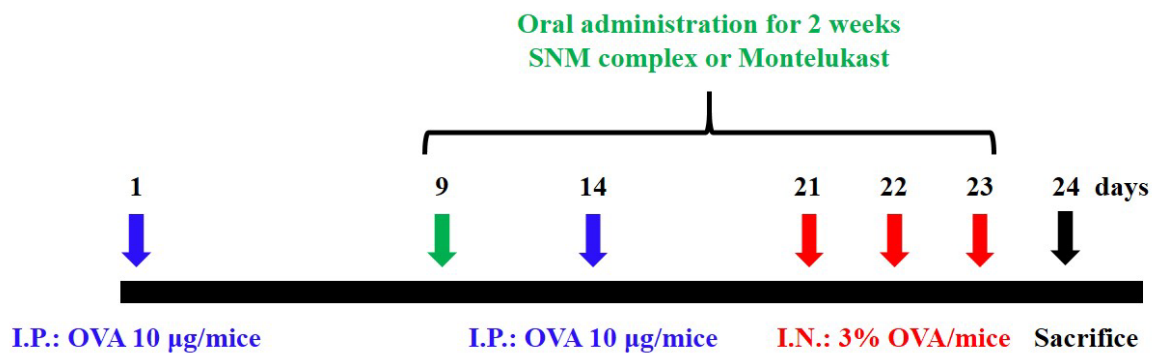 Oral administration for 2 weeks
SNM complex or Montelukast
1 9 14 21 22 23 24 days
I.P.: OVA 10 μg/mice I.P.: OVA 10 μg/mice I.N.: 3% OVA/mice Sacrifice